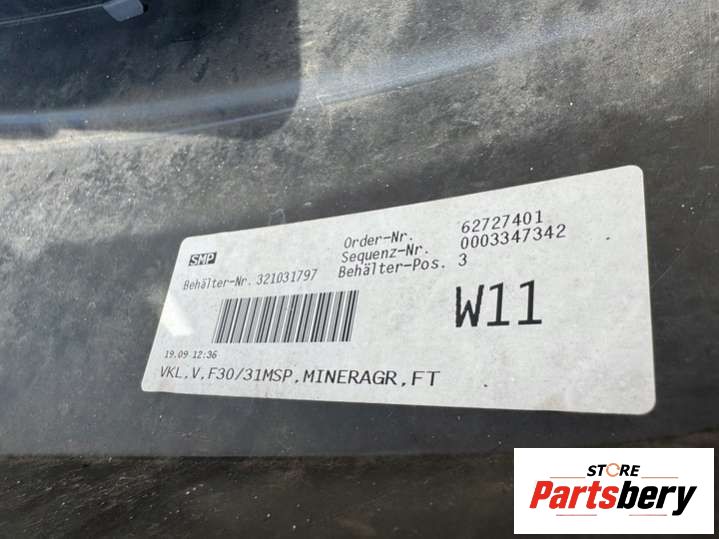 SMP
Order-Nr. 62727401
Sequenz-Nr. 0003347342
Behälter-Nr. 321031797 Behälter-Pos. 3
W11
19.09 12:36
VKL,V,F30/31MSP,MINERAGR,FT
STORE
Partsbery